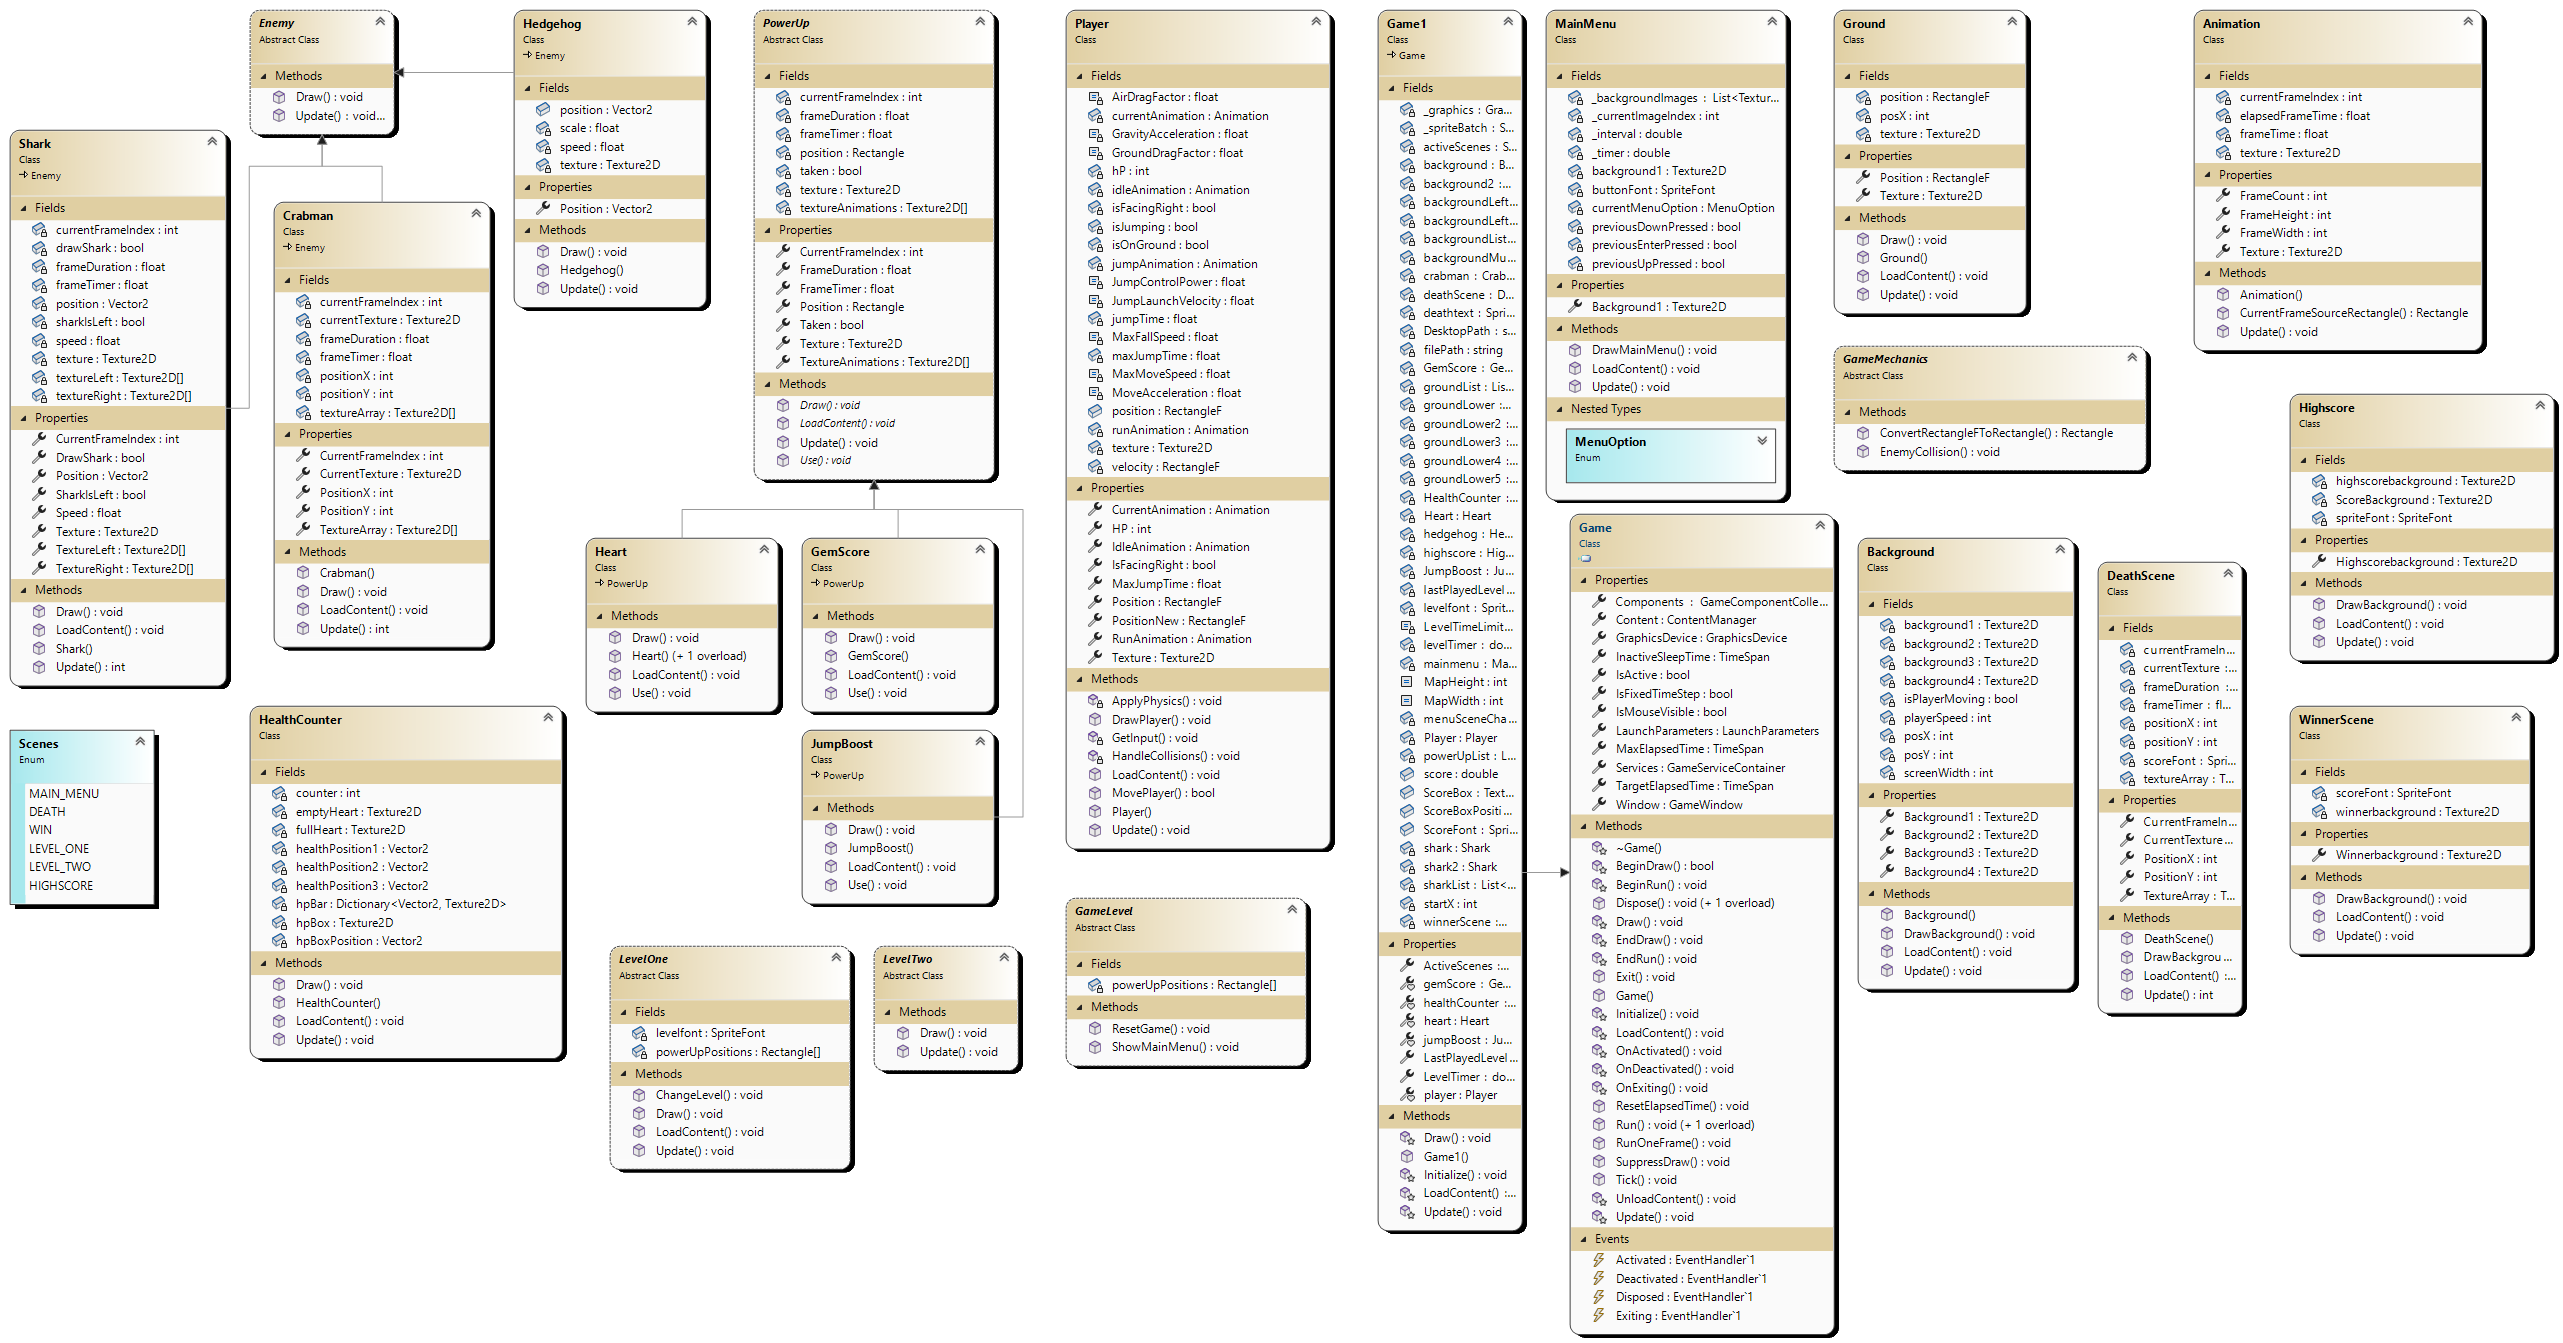 Enemy
Abstract Class
Methods
Draw() : void
Update() : void...
Hedgehog
Class
Enemy
Fields
position : Vector2
scale : float
speed : float
texture : Texture2D
Properties
Position : Vector2
Methods
Draw() : void
Hedgehog()
Update() : void
PowerUp
Abstract Class
Fields
currentFrameIndex : int
frameDuration : float
frameTimer : float
position : Rectangle
taken : bool
texture : Texture2D
textureAnimations : Texture2D[]
Properties
CurrentFrameIndex : int
FrameDuration : float
FrameTimer : float
Position : Rectangle
Taken : bool
Texture : Texture2D
TextureAnimations : Texture2D[]
Methods
Draw() : void
LoadContent() : void
Update() : void
Use() : void
Player
Class
Fields
AirDragFactor : float
currentAnimation : Animation
GravityAcceleration : float
GroundDragFactor : float
hP : int
idleAnimation : Animation
isFacingRight : bool
isJumping : bool
isOnGround : bool
jumpAnimation : Animation
JumpControlPower : float
JumpLaunchVelocity : float
jumpTime : float
MaxFallSpeed : float
maxJumpTime : float
MaxMoveSpeed : float
MoveAcceleration : float
position : RectangleF
runAnimation : Animation
texture : Texture2D
velocity : RectangleF
Properties
CurrentAnimation : Animation
HP : int
IdleAnimation : Animation
IsFacingRight : bool
MaxJumpTime : float
Position : RectangleF
PositionNew : RectangleF
RunAnimation : Animation
Texture : Texture2D
Methods
ApplyPhysics() : void
DrawPlayer() : void
GetInput() : void
HandleCollisions() : void
LoadContent() : void
MovePlayer() : bool
Player()
Update() : void
Game1
Class
Game
Fields
_graphics : Gra...
_spriteBatch : S...
activeScenes : S...
background : B...
background2 :...
backgroundLeft...
backgroundLeft...
backgroundList...
backgroundMu...
crabman : Crab...
deathScene : D...
deathtext : Spri...
DesktopPath : s...
filePath : string
GemScore : Ge...
groundList : Lis...
groundLower :...
groundLower2 :...
groundLower3 :...
groundLower4 :...
groundLower5 :...
HealthCounter :...
Heart : Heart
hedgehog : He...
highscore : Hig...
JumpBoost : Ju...
lastPlayedLevel ...
levelfont : Sprit...
LevelTimeLimit...
levelTimer : do...
mainmenu : Ma...
MapHeight : int
MapWidth : int
menuSceneCha...
Player : Player
powerUpList : L...
score : double
ScoreBox : Text...
ScoreBoxPositi...
ScoreFont : Spri...
shark : Shark
shark2 : Shark
sharkList : List<...
startX : int
winnerScene :...
Properties
ActiveScenes :...
gemScore : Ge...
healthCounter :...
heart : Heart
jumpBoost : Ju...
LastPlayedLevel ...
LevelTimer : do...
player : Player
Methods
Draw() : void
Game1()
Initialize() : void
LoadContent() :...
Update() : void
MainMenu
Class
Fields
_backgroundImages : List<Textur...
_currentImageIndex : int
_interval : double
_timer : double
background1 : Texture2D
buttonFont : SpriteFont
currentMenuOption : MenuOption
previousDownPressed : bool
previousEnterPressed : bool
previousUpPressed : bool
Properties
Background1 : Texture2D
Methods
DrawMainMenu() : void
LoadContent() : void
Update() : void
Nested Types
MenuOption
Enum
Ground
Class
Fields
position : RectangleF
posX : int
texture : Texture2D
Properties
Position : RectangleF
Texture : Texture2D
Methods
Draw() : void
Ground()
LoadContent() : void
Update() : void
Animation
Class
Fields
currentFrameIndex : int
elapsedFrameTime : float
frameTime : float
texture : Texture2D
Properties
FrameCount : int
FrameHeight : int
FrameWidth : int
Texture : Texture2D
Methods
Animation()
CurrentFrameSourceRectangle() : Rectangle
Update() : void
Shark
Class
Enemy
Fields
currentFrameIndex : int
drawShark : bool
frameDuration : float
frameTimer : float
position : Vector2
sharkIsLeft : bool
speed : float
texture : Texture2D
textureLeft : Texture2D[]
textureRight : Texture2D[]
Properties
CurrentFrameIndex : int
DrawShark : bool
Position : Vector2
SharkIsLeft : bool
Speed : float
Texture : Texture2D
TextureLeft : Texture2D[]
TextureRight : Texture2D[]
Methods
Draw() : void
LoadContent() : void
Shark()
Update() : int
Crabman
Class
Enemy
Fields
currentFrameIndex : int
currentTexture : Texture2D
frameDuration : float
frameTimer : float
positionX : int
positionY : int
textureArray : Texture2D[]
Properties
CurrentFrameIndex : int
CurrentTexture : Texture2D
PositionX : int
PositionY : int
TextureArray : Texture2D[]
Methods
Crabman()
Draw() : void
LoadContent() : void
Update() : int
GameMechanics
Abstract Class
Methods
ConvertRectangleFToRectangle() : Rectangle
EnemyCollision() : void
Highscore
Class
Fields
highscorebackground : Texture2D
ScoreBackground : Texture2D
spriteFont : SpriteFont
Properties
Highscorebackground : Texture2D
Methods
DrawBackground() : void
LoadContent() : void
Update() : void
Game
Class
Properties
Components : GameComponentColle...
Content : ContentManager
GraphicsDevice : GraphicsDevice
InactiveSleepTime : TimeSpan
IsActive : bool
IsFixedTimeStep : bool
IsMouseVisible : bool
LaunchParameters : LaunchParameters
MaxElapsedTime : TimeSpan
Services : GameServiceContainer
TargetElapsedTime : TimeSpan
Window : GameWindow
Methods
~Game()
BeginDraw() : bool
BeginRun() : void
Dispose() : void (+ 1 overload)
Draw() : void
EndDraw() : void
EndRun() : void
Exit() : void
Game()
Initialize() : void
LoadContent() : void
OnActivated() : void
OnDeactivated() : void
OnExiting() : void
ResetElapsedTime() : void
Run() : void (+ 1 overload)
RunOneFrame() : void
SuppressDraw() : void
Tick() : void
UnloadContent() : void
Update() : void
Events
Activated : EventHandler`1
Deactivated : EventHandler`1
Disposed : EventHandler`1
Exiting : EventHandler`1
Heart
Class
PowerUp
Methods
Draw() : void
Heart() (+ 1 overload)
LoadContent() : void
Use() : void
GemScore
Class
PowerUp
Methods
Draw() : void
GemScore()
LoadContent() : void
Use() : void
Background
Class
Fields
background1 : Texture2D
background2 : Texture2D
background3 : Texture2D
background4 : Texture2D
isPlayerMoving : bool
playerSpeed : int
posX : int
posY : int
screenWidth : int
Properties
Background1 : Texture2D
Background2 : Texture2D
Background3 : Texture2D
Background4 : Texture2D
Methods
Background()
DrawBackground() : void
LoadContent() : void
Update() : void
DeathScene
Class
Fields
currentFrameIn...
currentTexture :...
frameDuration :...
frameTimer : fl...
positionX : int
positionY : int
scoreFont : Spri...
textureArray : T...
Properties
CurrentFrameIn...
CurrentTexture ...
PositionX : int
PositionY : int
TextureArray : T...
Methods
DeathScene()
DrawBackgrou...
LoadContent() :...
Update() : int
HealthCounter
Class
Fields
counter : int
emptyHeart : Texture2D
fullHeart : Texture2D
healthPosition1 : Vector2
healthPosition2 : Vector2
healthPosition3 : Vector2
hpBar : Dictionary<Vector2, Texture2D>
hpBox : Texture2D
hpBoxPosition : Vector2
Methods
Draw() : void
HealthCounter()
LoadContent() : void
Update() : void
WinnerScene
Class
Fields
scoreFont : SpriteFont
winnerbackground : Texture2D
Properties
Winnerbackground : Texture2D
Methods
DrawBackground() : void
LoadContent() : void
Update() : void
Scenes
Enum
MAIN_MENU
DEATH
WIN
LEVEL_ONE
LEVEL_TWO
HIGHSCORE
JumpBoost
Class
PowerUp
Methods
Draw() : void
JumpBoost()
LoadContent() : void
Use() : void
GameLevel
Abstract Class
Fields
powerUpPositions : Rectangle[]
Methods
ResetGame() : void
ShowMainMenu() : void
LevelOne
Abstract Class
Fields
levelfont : SpriteFont
powerUpPositions : Rectangle[]
Methods
ChangeLevel() : void
Draw() : void
LoadContent() : void
Update() : void
LevelTwo
Abstract Class
Methods
Draw() : void
Update() : void